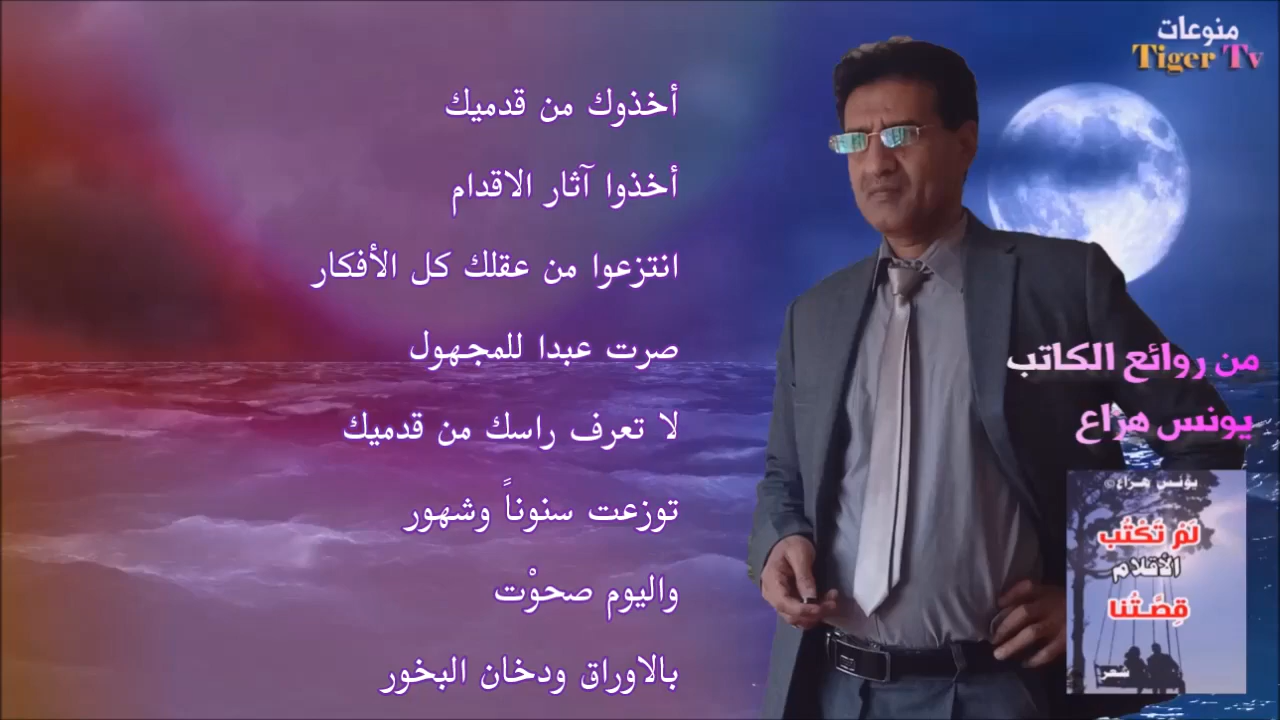 منوعات
Tiger Tv
أخذوك من قدميك
أخذوا آثار الاقدام
انتزعوا من عقلك كل الأفكار
صرت عبدا للمجهول
لا تعرف راسك من قدميك
توزعت سنوناً وشهور
واليوم صحوْت
بالاوراق ودخان البخور
من روائع الكاتب
يونس هراع
يؤنس هراع©
لَمْ تَكْتُب
الأقلام
قِصَّتُنا
شعر